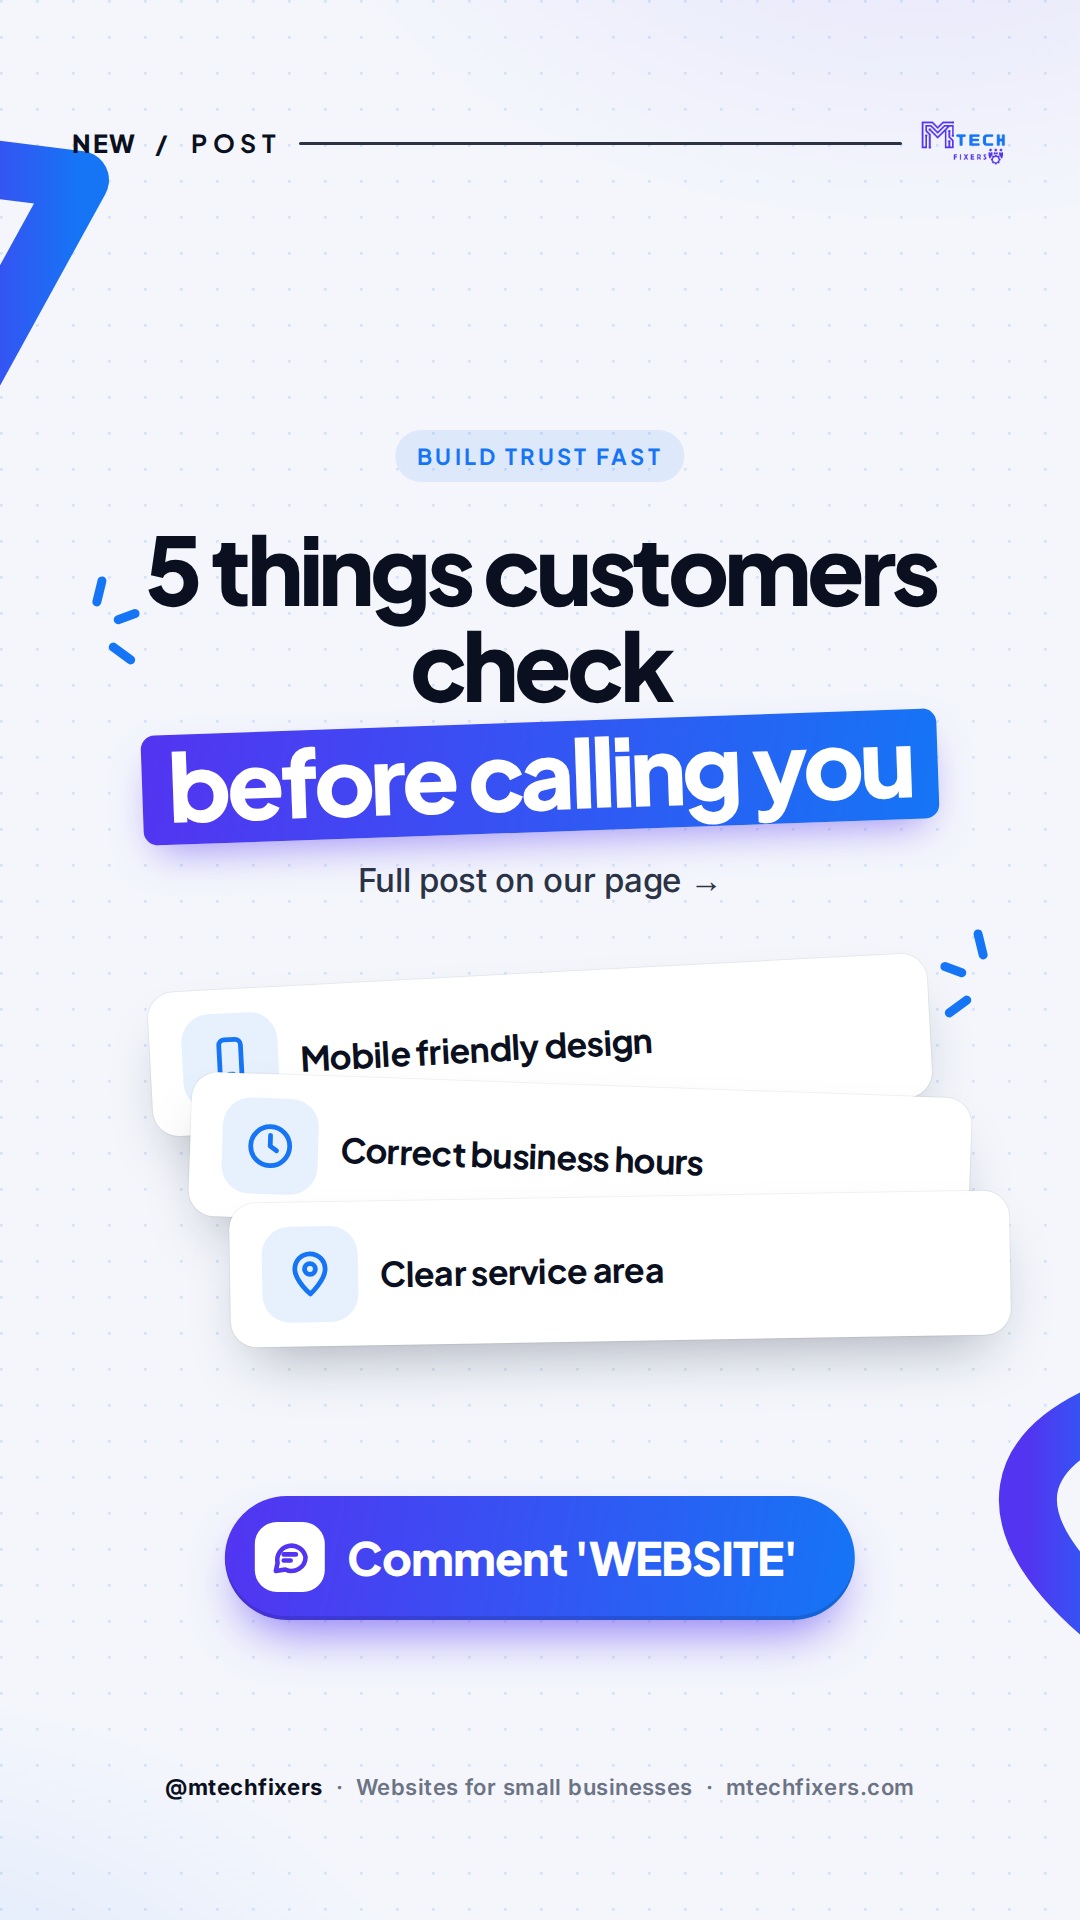 NEW / POST
MTECH
FIXERS
BUILD TRUST FAST
5 things customers
check
before calling you
Full post on our page →
Mobile friendly design
Correct business hours
Clear service area
Comment 'WEBSITE'
@mtechfixers · Websites for small businesses · mtechfixers.com